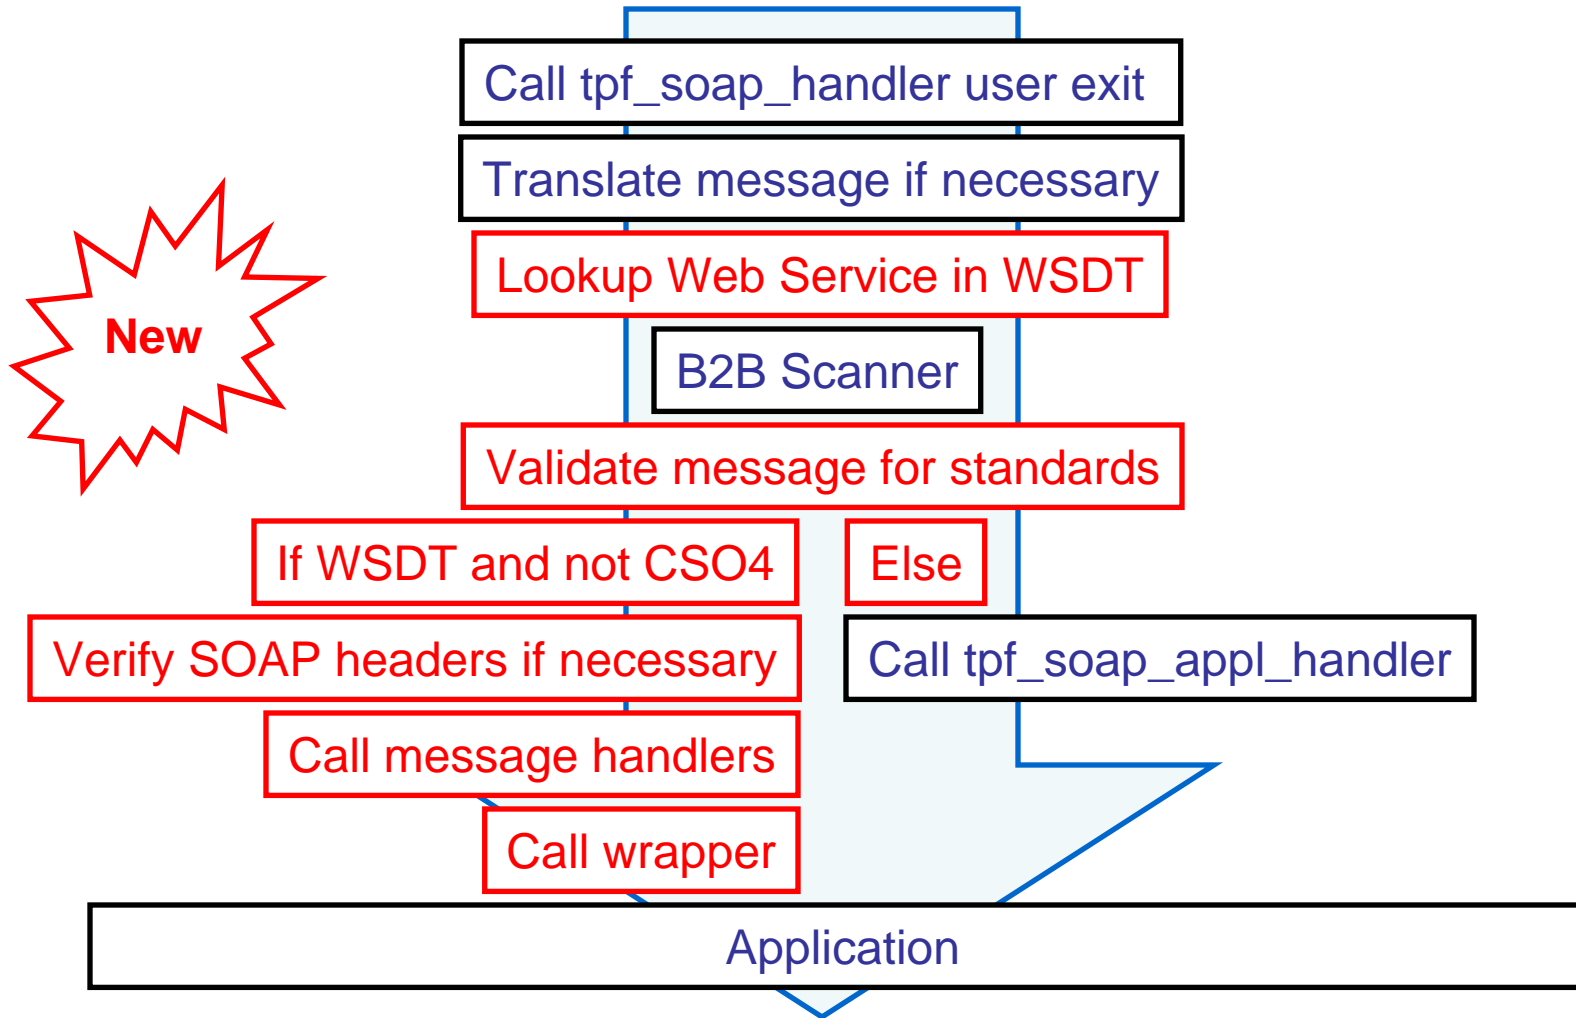 Call tpf_soap_handler user exit
Translate message if necessary
Lookup Web Service in WSDT
New
B2B Scanner
Validate message for standards
If WSDT and not CSO4
Else
Verify SOAP headers if necessary
Call tpf_soap_appl_handler
Call message handlers
Call wrapper
Application